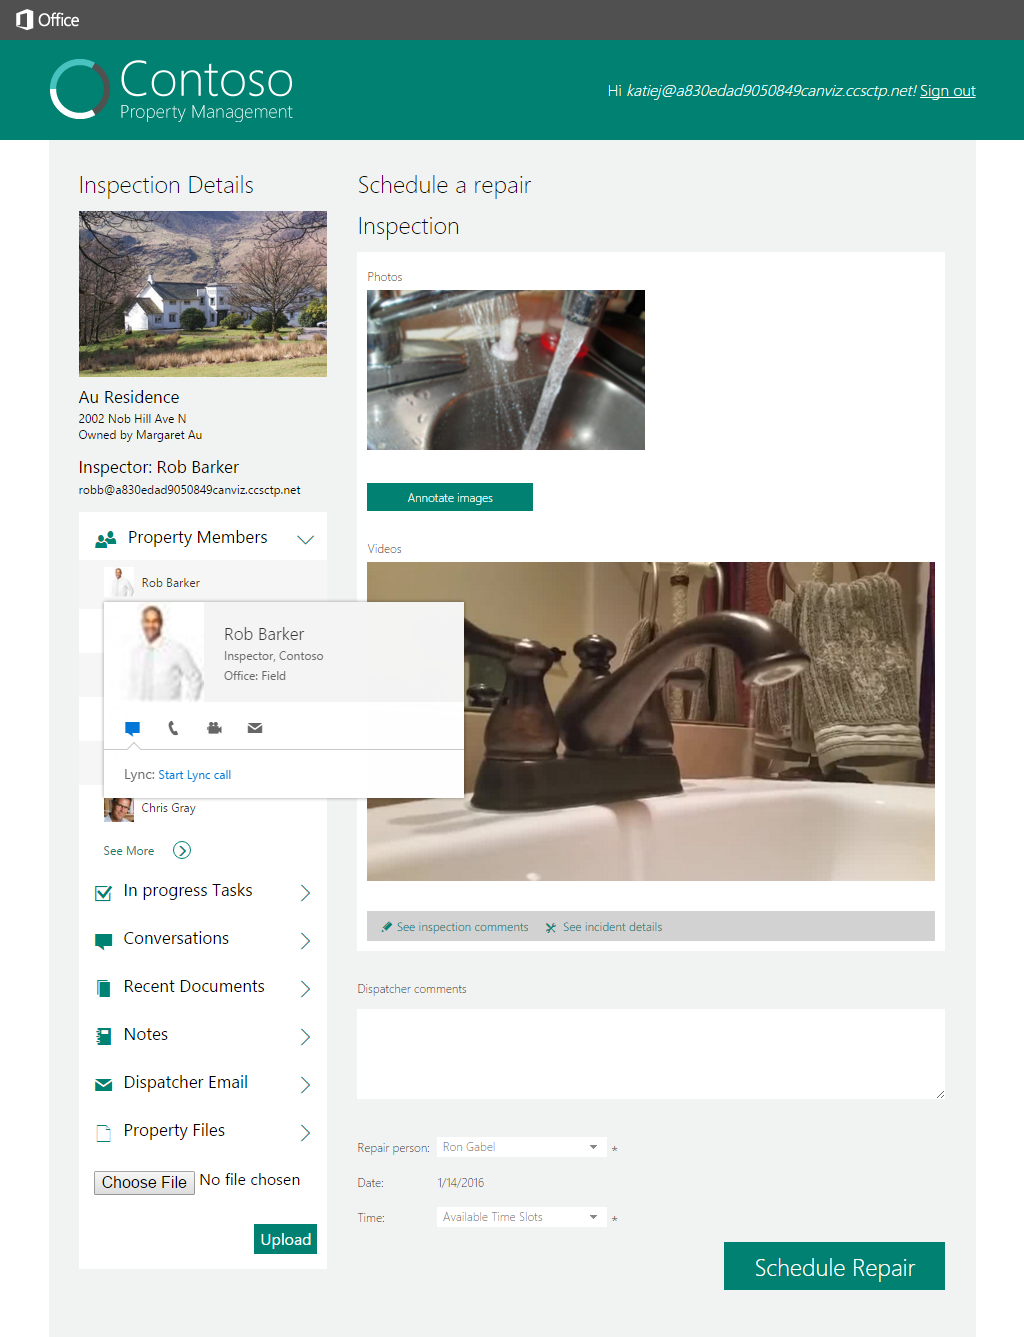 Office
Contoso
Property Management
Hi katiej@a830edad9050849canviz.ccsctp.net! Sign out
Inspection Details
Au Residence
2002 Nob Hill Ave N
Owned by Margaret Au
Inspector: Rob Barker
robb@a830edad9050849canviz.ccsctp.net
Property Members
Rob Barker
Rob Barker
Inspector, Contoso
Office: Field
Lync: Start Lync call
Chris Gray
See More
In progress Tasks
Conversations
Recent Documents
Notes
Dispatcher Email
Property Files
Choose File No file chosen
Upload
Schedule a repair
Inspection
Photos
Annotate images
Videos
See inspection comments See incident details
Dispatcher comments
Repair person: Ron Gabel *
Date: 1/14/2016
Time: Available Time Slots *
Schedule Repair